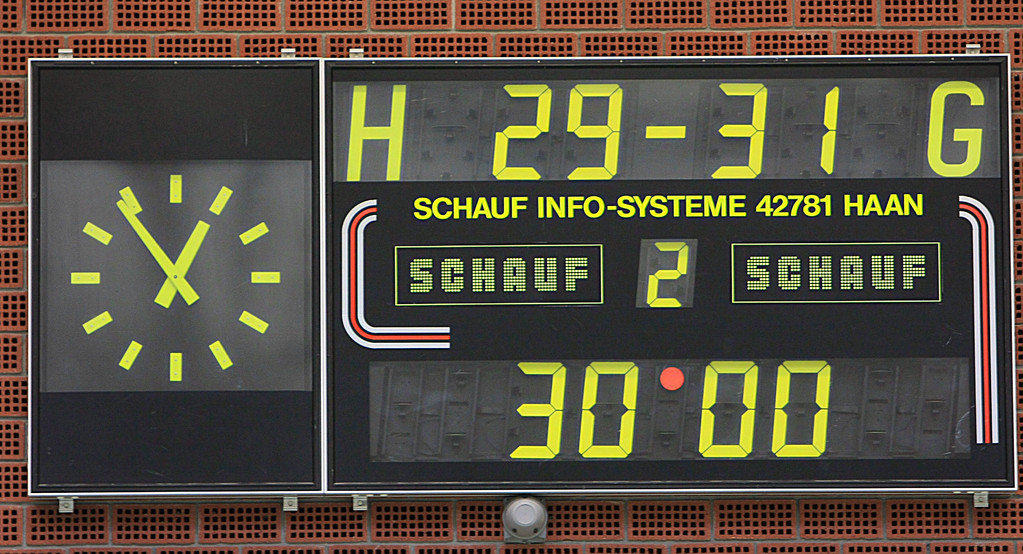 H 29-31 G
SCHAUF INFO-SYSTEME 42781 HAAN
SCHAUF 2 SCHAUF
30:00